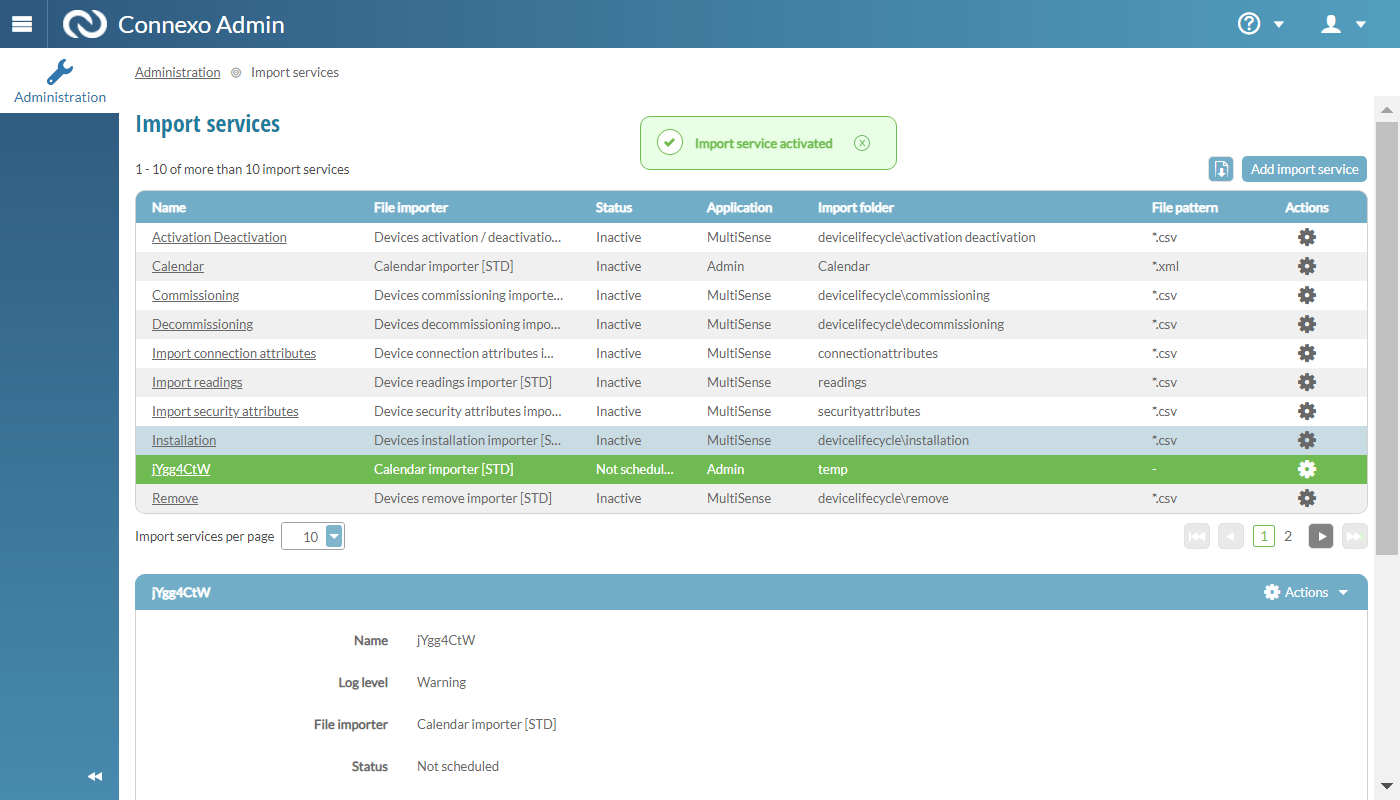 Connexo Admin
Administration
Administration Import services
Import services
Import service activated
1 - 10 of more than 10 import services
Add import service
Name File importer Status Application Import folder File pattern Actions
Activation Deactivation Devices activation / deactivatio... Inactive MultiSense devicelifecycle\activation deactivation *.csv
Calendar Calendar importer [STD] Inactive Admin Calendar *.xml
Commissioning Devices commissioning importe... Inactive MultiSense devicelifecycle\commissioning *.csv
Decommissioning Devices decommissioning impo... Inactive MultiSense devicelifecycle\decommissioning *.csv
Import connection attributes Device connection attributes i... Inactive MultiSense connectionattributes *.csv
Import readings Device readings importer [STD] Inactive MultiSense readings *.csv
Import security attributes Device security attributes impo... Inactive MultiSense securityattributes *.csv
Installation Devices installation importer [S... Inactive MultiSense devicelifecycle\installation *.csv
jYgg4CtW Calendar importer [STD] Not schedul... Admin temp -
Remove Devices remove importer [STD] Inactive MultiSense devicelifecycle\remove *.csv
Import services per page 10 1 2
jYgg4CtW Actions
Name jYgg4CtW
Log level Warning
File importer Calendar importer [STD]
Status Not scheduled